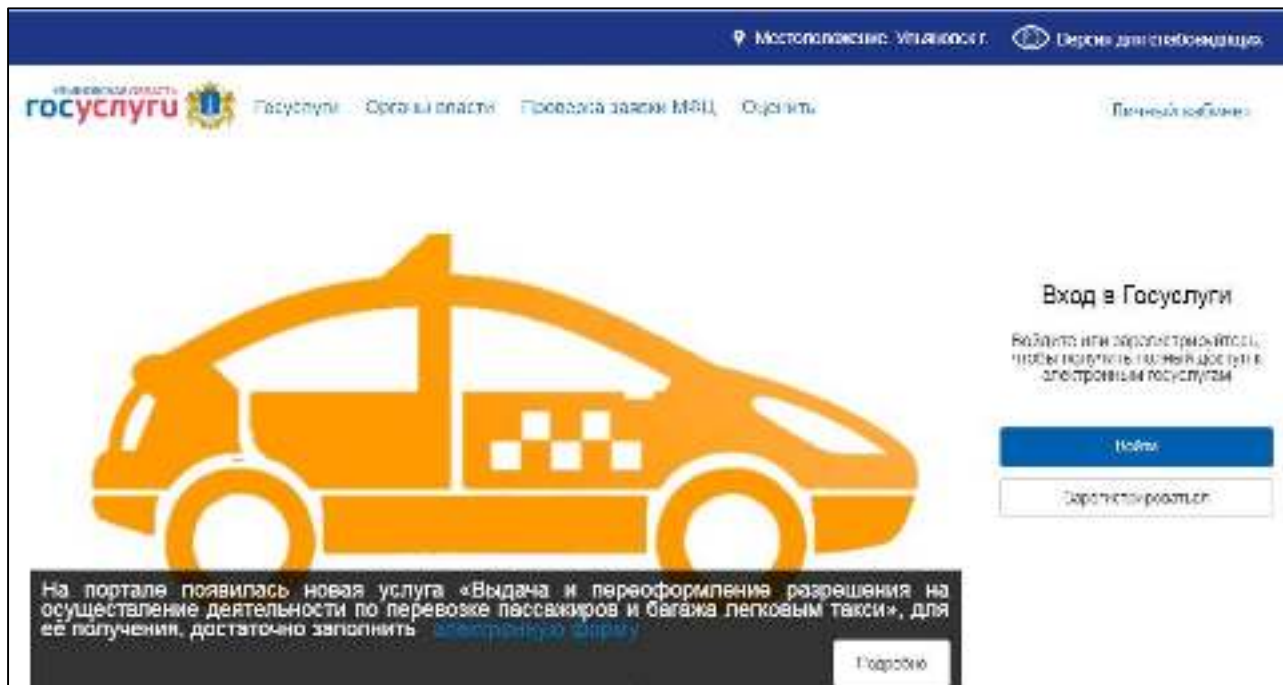 Местоположение: Ульяновск г. Версия для слабовидящих
УЛЬЯНОВСКАЯ ОБЛАСТЬ
госуслуги Госуслуги Органы власти Проверка заявки МФЦ Оценить Личный кабинет
Вход в Госуслуги
Войдите или зарегистрируйтесь,
чтобы получить полный доступ к
электронным госуслугам
Войти
Зарегистрироваться
На портале появилась новая услуга «Выдача и переоформление разрешения на
осуществление деятельности по перевозке пассажиров и багажа легковым такси», для
её получения, достаточно заполнить электронную форму
Подробно